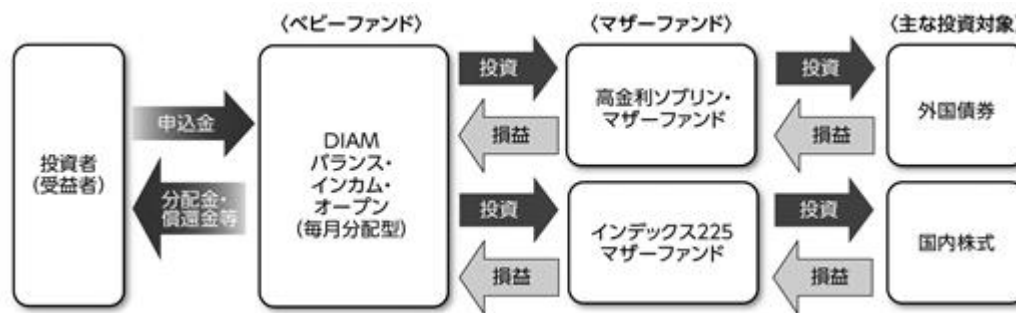 〈ベビーファンド〉
〈マザーファンド〉
〈主な投資対象〉
投資者
(受益者)
申込金
分配金・
償還金等
DIAM
バランス・
インカム・
オープン
(毎月分配型)
投資
損益
高金利ソブリン・
マザーファンド
投資
損益
外国債券
投資
損益
インデックス225
マザーファンド
投資
損益
国内株式